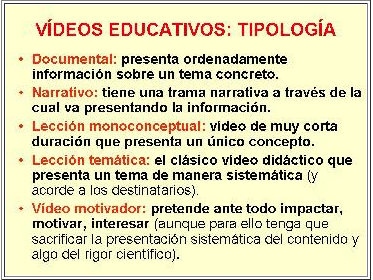 VÍDEOS EDUCATIVOS: TIPOLOGÍA
• Documental: presenta ordenadamente
información sobre un tema concreto.
• Narrativo: tiene una trama narrativa a través de la
cual va presentando la información.
• Lección monoconceptual: video de muy corta
duración que presenta un único concepto.
• Lección temática: el clásico video didáctico que
presenta un tema de manera sistemática (y
acorde a los destinatarios).
• Vídeo motivador: pretende ante todo impactar,
motivar, interesar (aunque para ello tenga que
sacrificar la presentación sistemática del contenido y
algo del rigor científico).